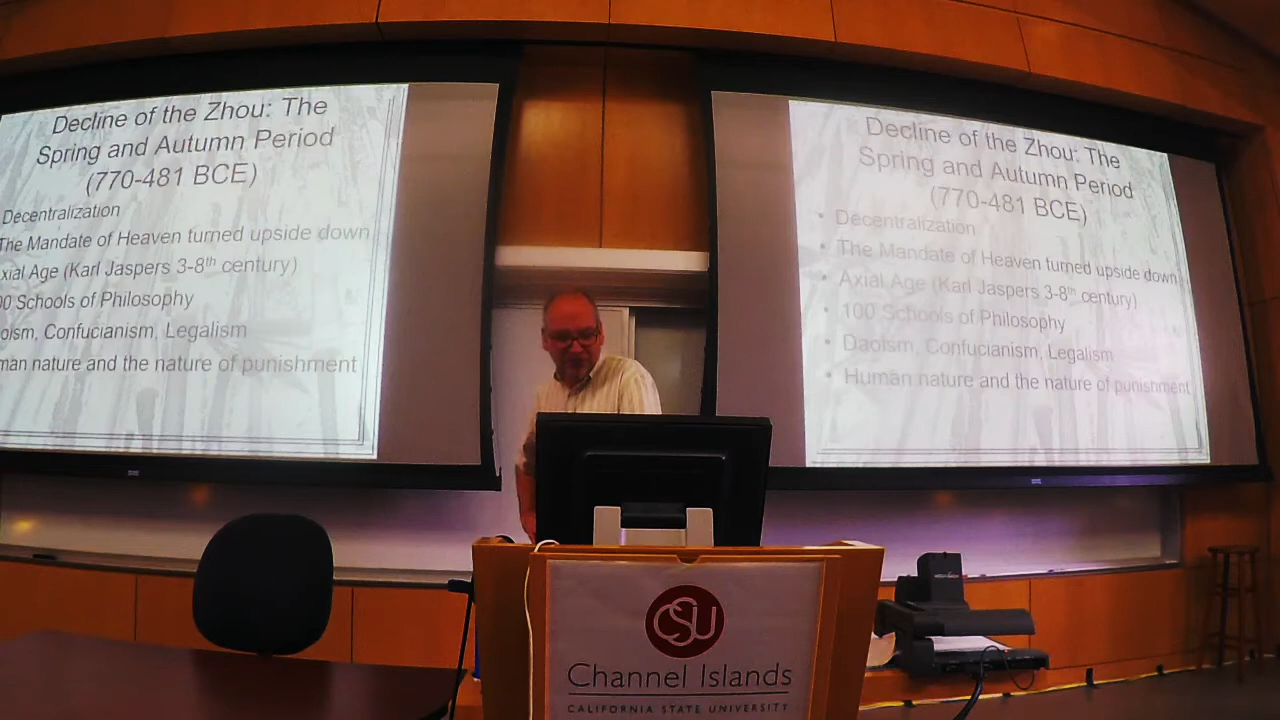 Decline of the Zhou: The
Spring and Autumn Period
(770-481 BCE)
Decentralization
The Mandate of Heaven turned upside down
xial Age (Karl Jaspers 3-8th century)
00 Schools of Philosophy
oism, Confucianism, Legalism
man nature and the nature of punishment
Decline of the Zhou: The
Spring and Autumn Period
(770-481 BCE)
• Decentralization
• The Mandate of Heaven turned upside down
• Axial Age (Karl Jaspers 3-8th century)
• 100 Schools of Philosophy
• Daoism, Confucianism, Legalism
• Human nature and the nature of punishment
CSU
Channel Islands
CALIFORNIA STATE UNIVERSITY